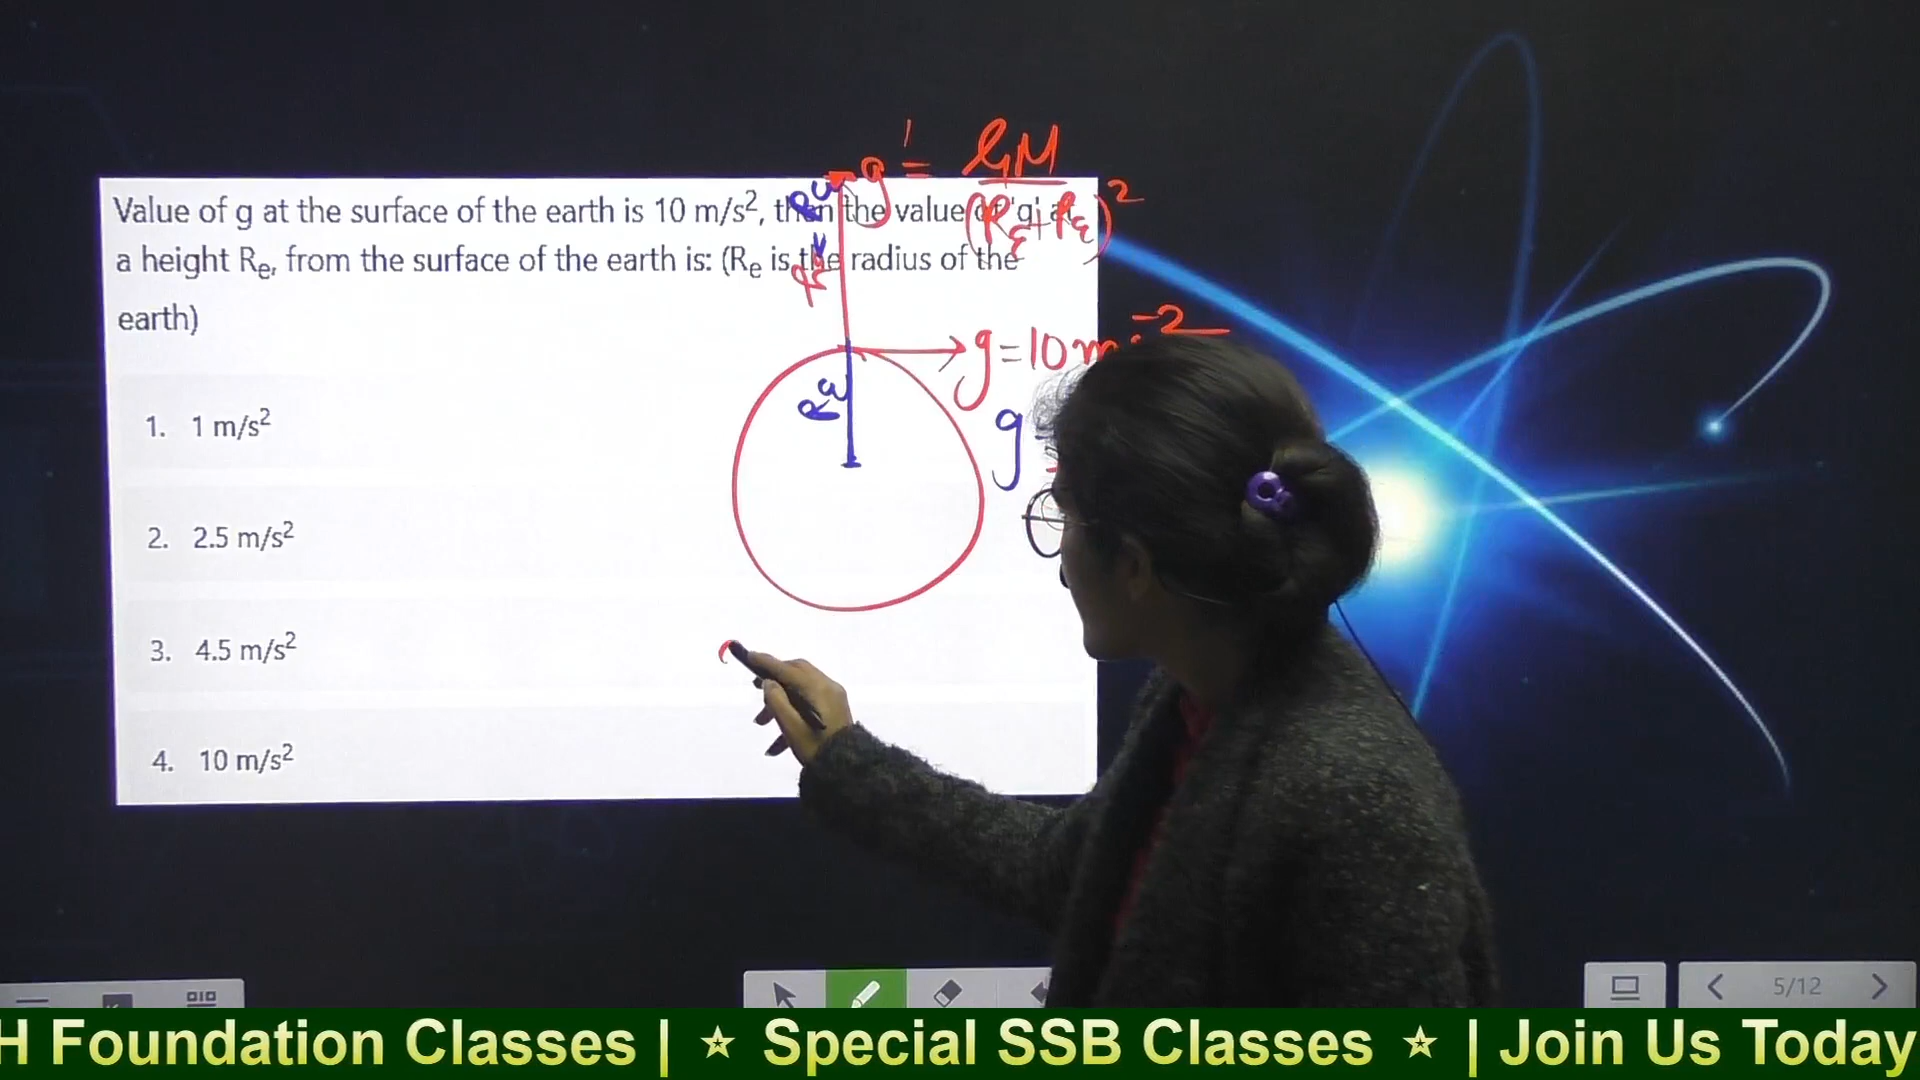 g' = GM
(RE+RE)²
Value of g at the surface of the earth is 10 m/s², then the value of 'g' at
a height Re, from the surface of the earth is: (Re is the radius of the
earth)
g=10m
-2
Re
g
1. 1 m/s²
2. 2.5 m/s²
3. 4.5 m/s²
4. 10 m/s²
5/12
H Foundation Classes | ☆ Special SSB Classes ☆ | Join Us Today